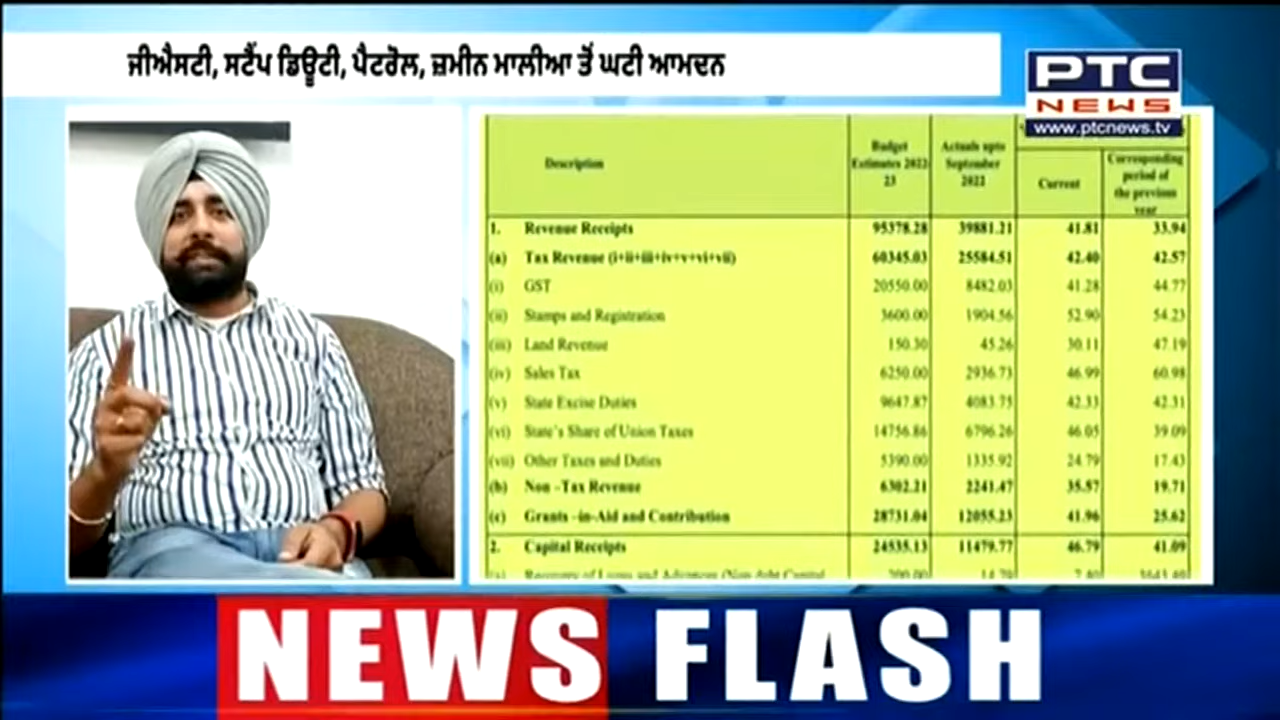 ਜੀਐਸਟੀ, ਸਟੈਂਪ ਡਿਊਟੀ, ਪੈਟਰੋਲ, ਜ਼ਮੀਨ ਮਾਲੀਆ ਤੋਂ ਘਟੀ ਆਮਦਨ
PTC
NEWS
www.ptcnews.tv
Description Budget Estimates 2022 23 Actuals upto September 2022 Current Corresponding period of the previous year
1. Revenue Receipts 95378.28 39881.21 41.81 33.94
(a) Tax Revenue (i+ii+iii+iv+v+vi+vii) 60345.03 25584.51 42.40 42.57
(i) GST 20550.00 8482.03 41.28 44.77
(ii) Stamps and Registration 3600.00 1904.56 52.90 54.23
(iii) Land Revenue 150.30 45.26 30.11 47.19
(iv) Sales Tax 6250.00 2936.73 46.99 60.98
(v) State Excise Duties 9647.87 4083.75 42.33 42.31
(vi) State's Share of Union Taxes 14756.86 6796.26 46.05 39.09
(vii) Other Taxes and Duties 5390.00 1335.92 24.79 17.43
(b) Non –Tax Revenue 6302.21 2241.47 35.57 19.71
(c) Grants –in-Aid and Contribution 28731.04 12055.23 41.96 25.62
2. Capital Receipts 24535.13 11479.77 46.79 41.09
NEWS FLASH